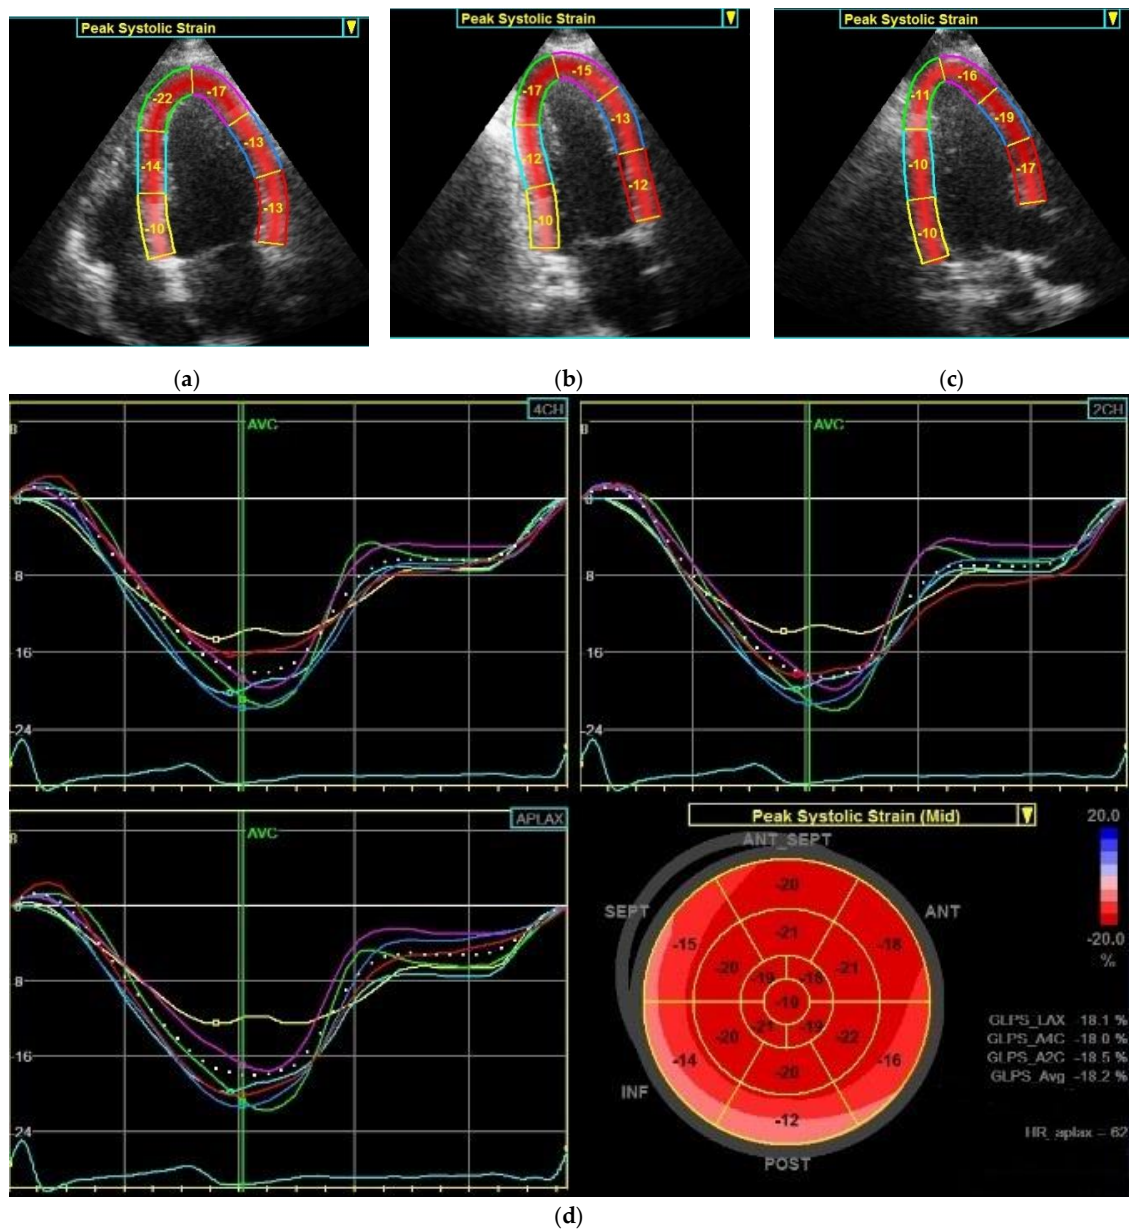 Peak Systolic Strain
-22
-17
-14
-13
-10
-13
Peak Systolic Strain
-15
-17
-13
-12
-12
-10
Peak Systolic Strain
-16
-11
-19
-10
-17
-10
(a)
(b)
(c)
4CH
AVC
8
0
8
16
-24
2CH
AVC
8
0
8
16
-24
APLAX
AVC
8
0
8
16
-24
Peak Systolic Strain (Mid)
20.0
-20.0
%
ANT_SEPT
SEPT
ANT
INF
POST
-20
-15
-18
-21
-20
-21
-19
-20
-22
-21
-19
-14
-16
-20
-12
GLPS_LAX -18.1 %
GLPS_A4C -18.0 %
GLPS_A2C -18.5 %
GLPS_Avg -18.2 %
HR_aplax = 62
(d)